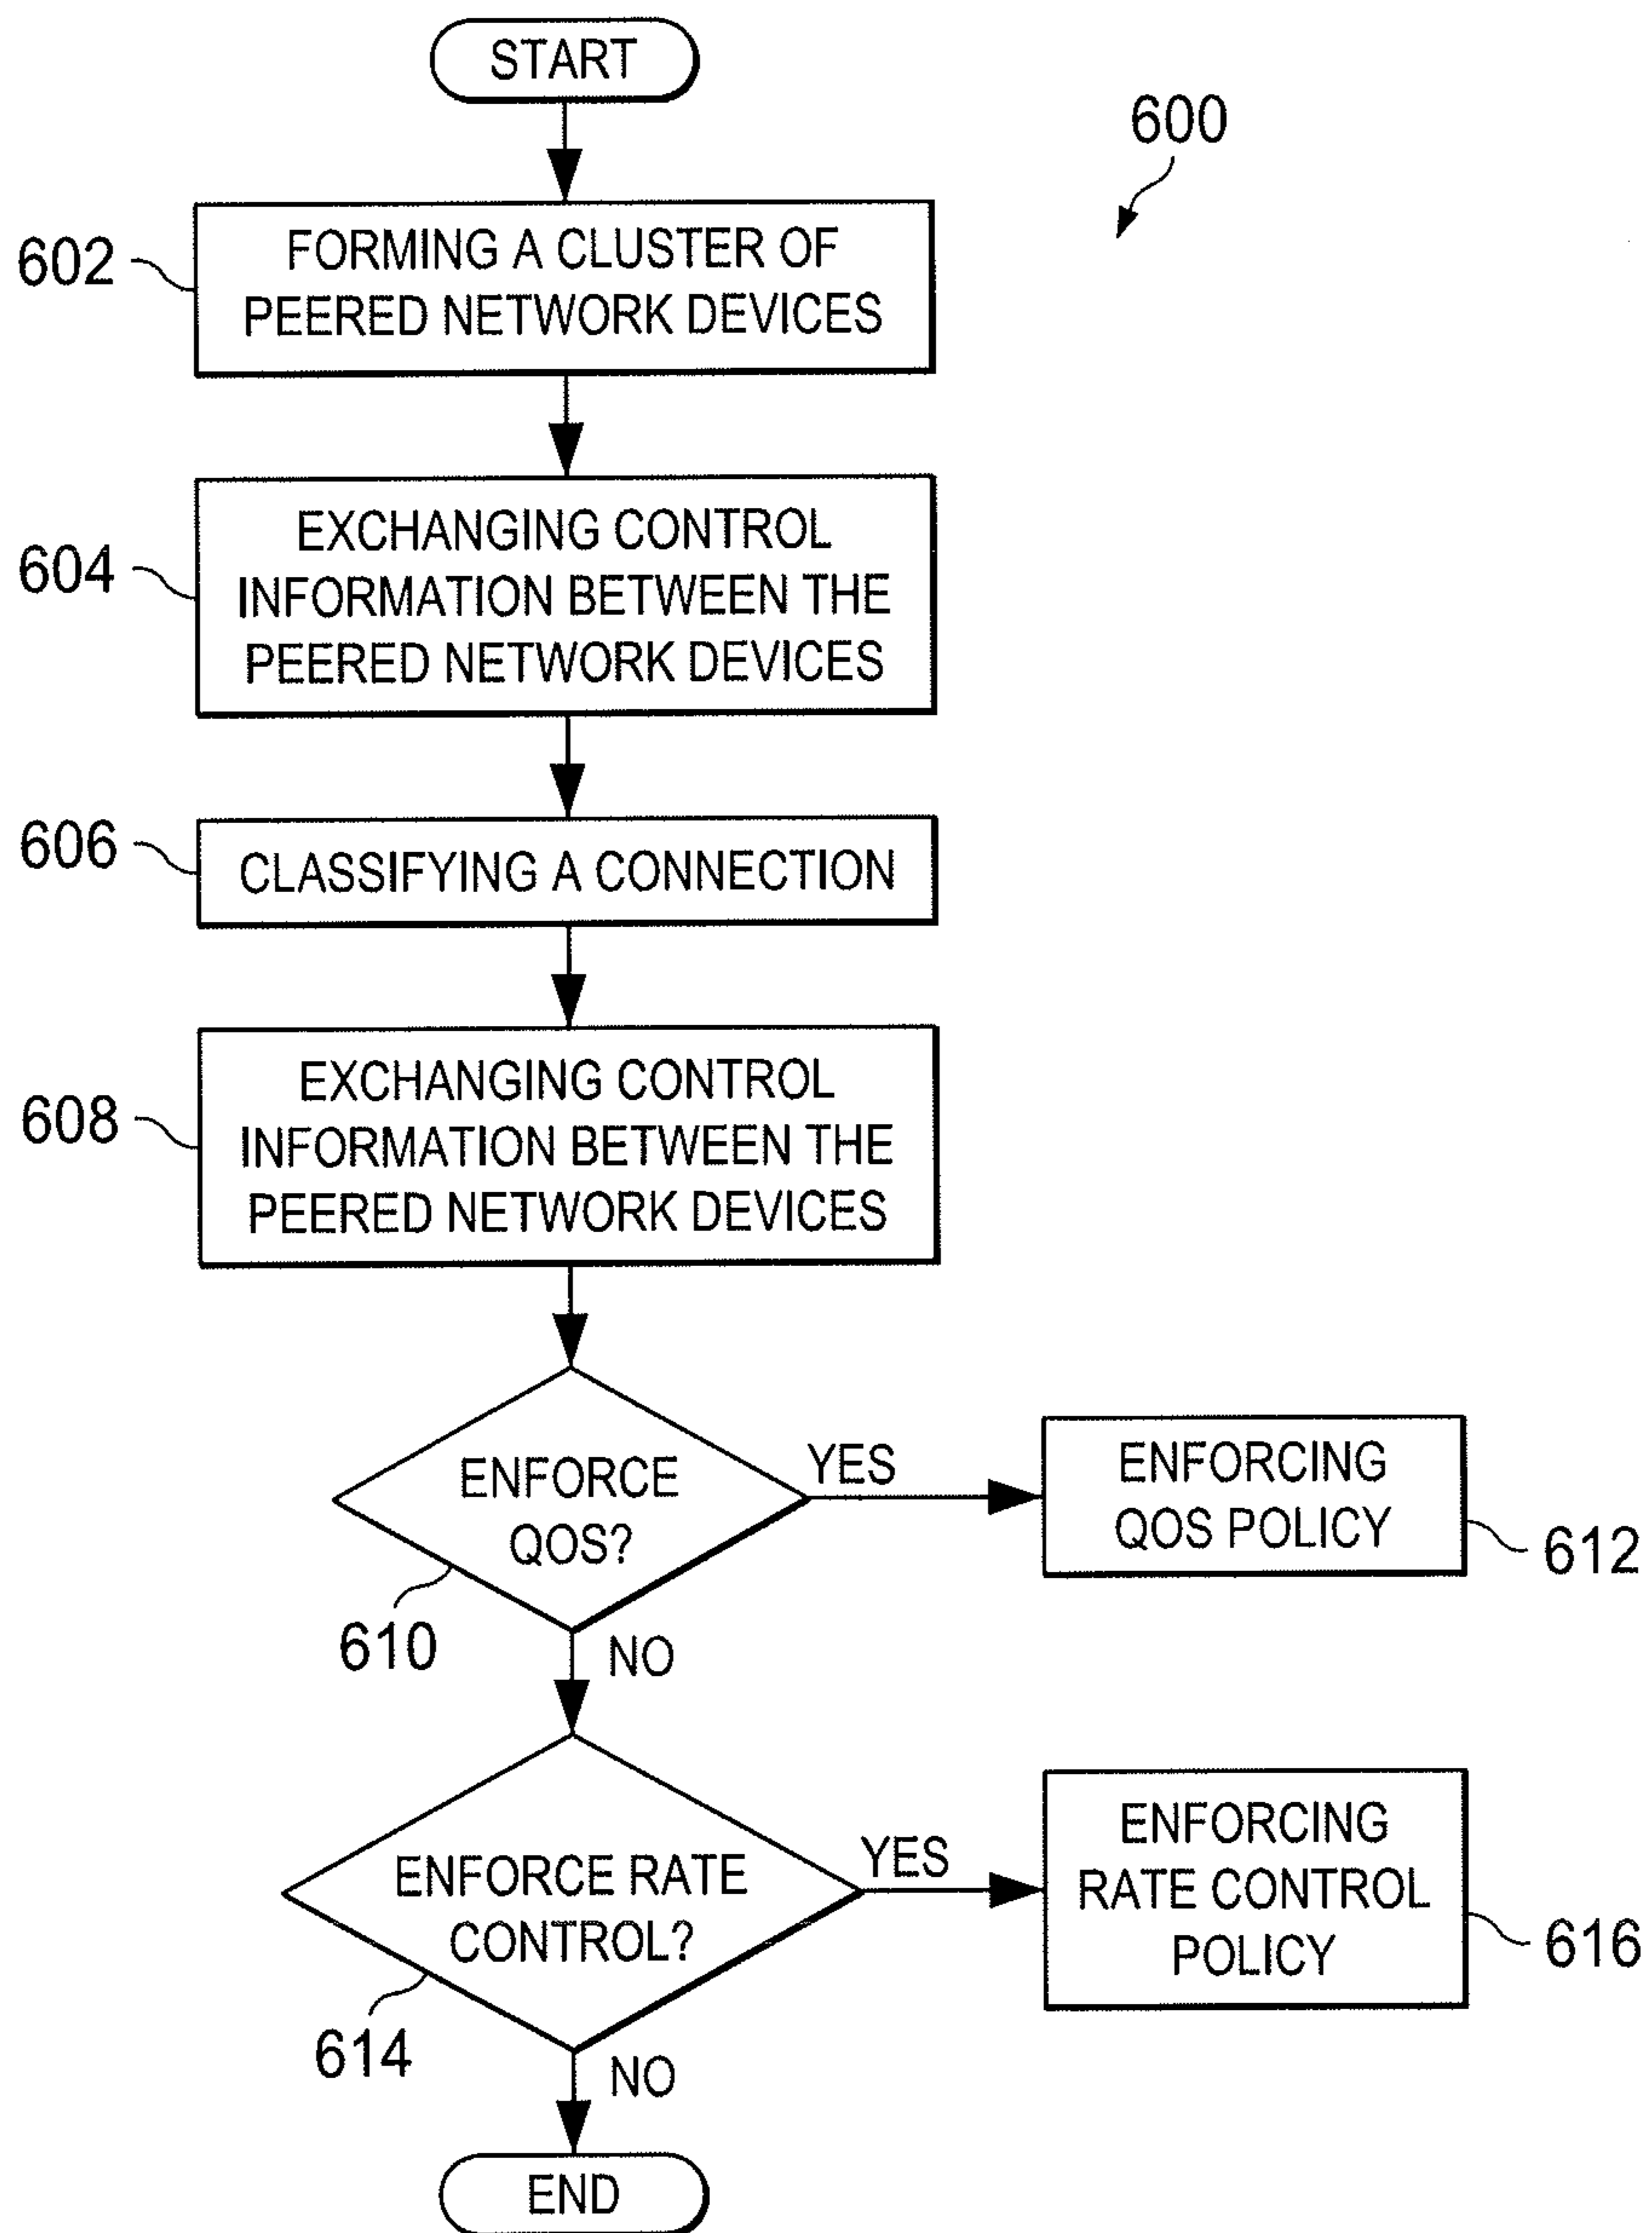 START
600
602
FORMING A CLUSTER OF
PEERED NETWORK DEVICES
604
EXCHANGING CONTROL
INFORMATION BETWEEN THE
PEERED NETWORK DEVICES
606
CLASSIFYING A CONNECTION
608
EXCHANGING CONTROL
INFORMATION BETWEEN THE
PEERED NETWORK DEVICES
ENFORCE
QOS?
610
YES
ENFORCING
QOS POLICY
612
NO
ENFORCE RATE
CONTROL?
614
YES
ENFORCING
RATE CONTROL
POLICY
616
NO
END